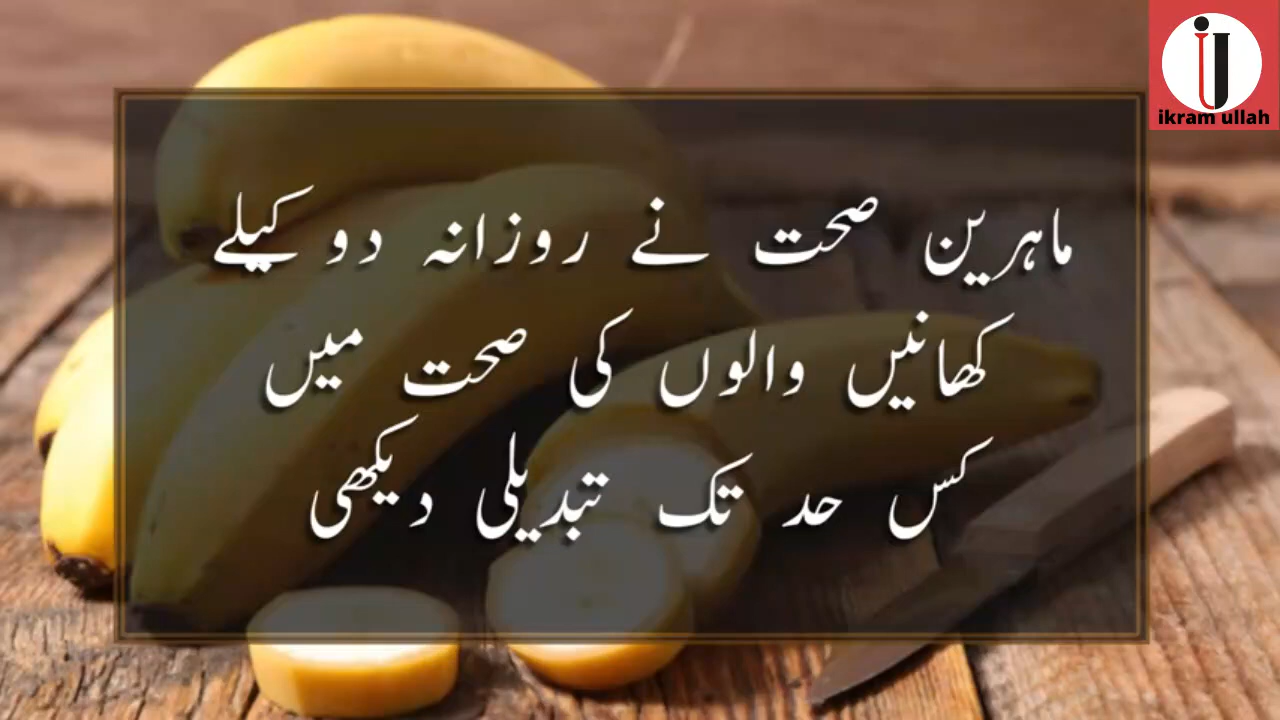 ikram ullah
ماہرین صحت نے روزانہ دو کیلے
کھانیں والوں کی صحت میں
کس حد تک تبدیلی دیکھی